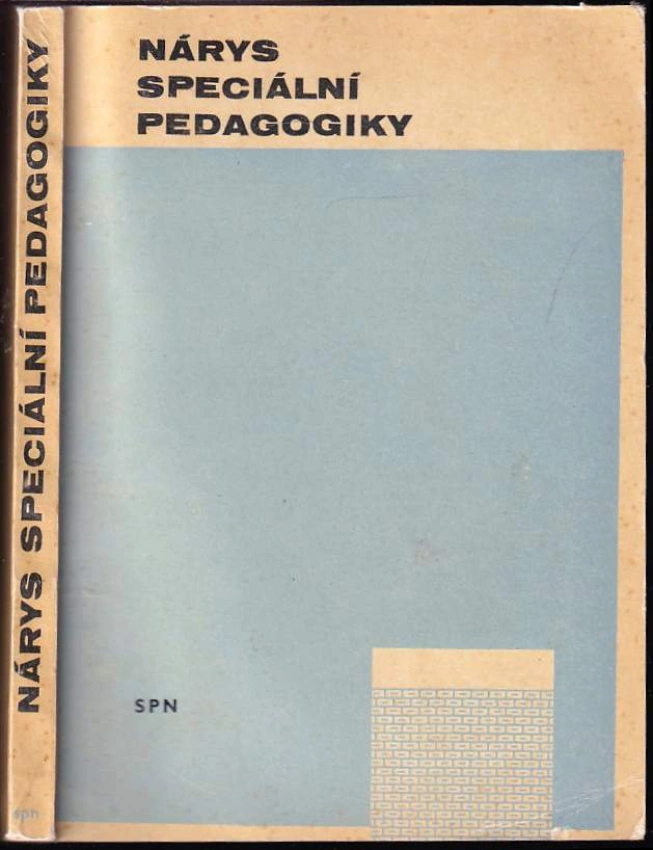 NÁRYS
SPECIÁLNÍ
PEDAGOGIKY
SPN
NÁRYS SPECIÁLNÍ PEDAGOGIKY
spn